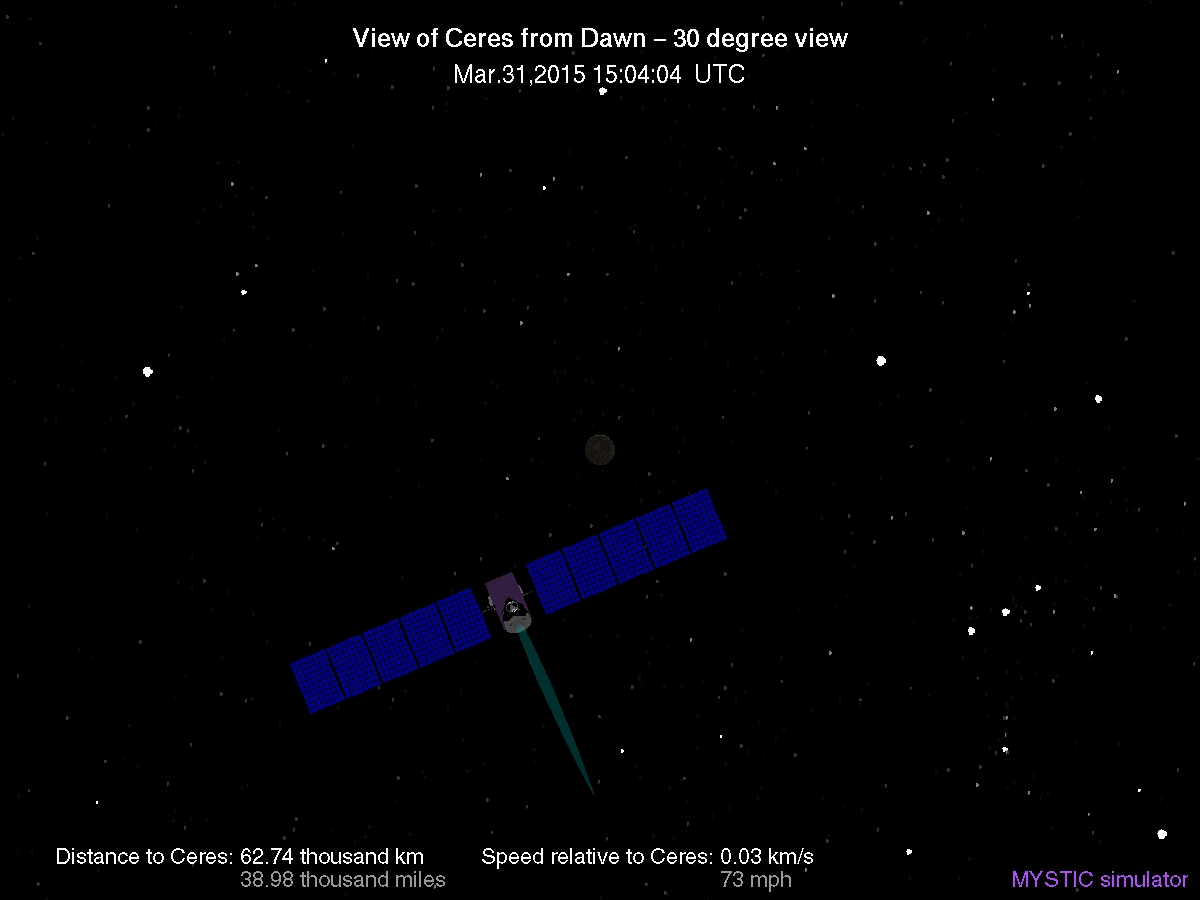 View of Ceres from Dawn – 30 degree view
Mar.31,2015 15:04:04 UTC
Distance to Ceres: 62.74 thousand km
38.98 thousand miles
Speed relative to Ceres: 0.03 km/s
73 mph
MYSTIC simulator